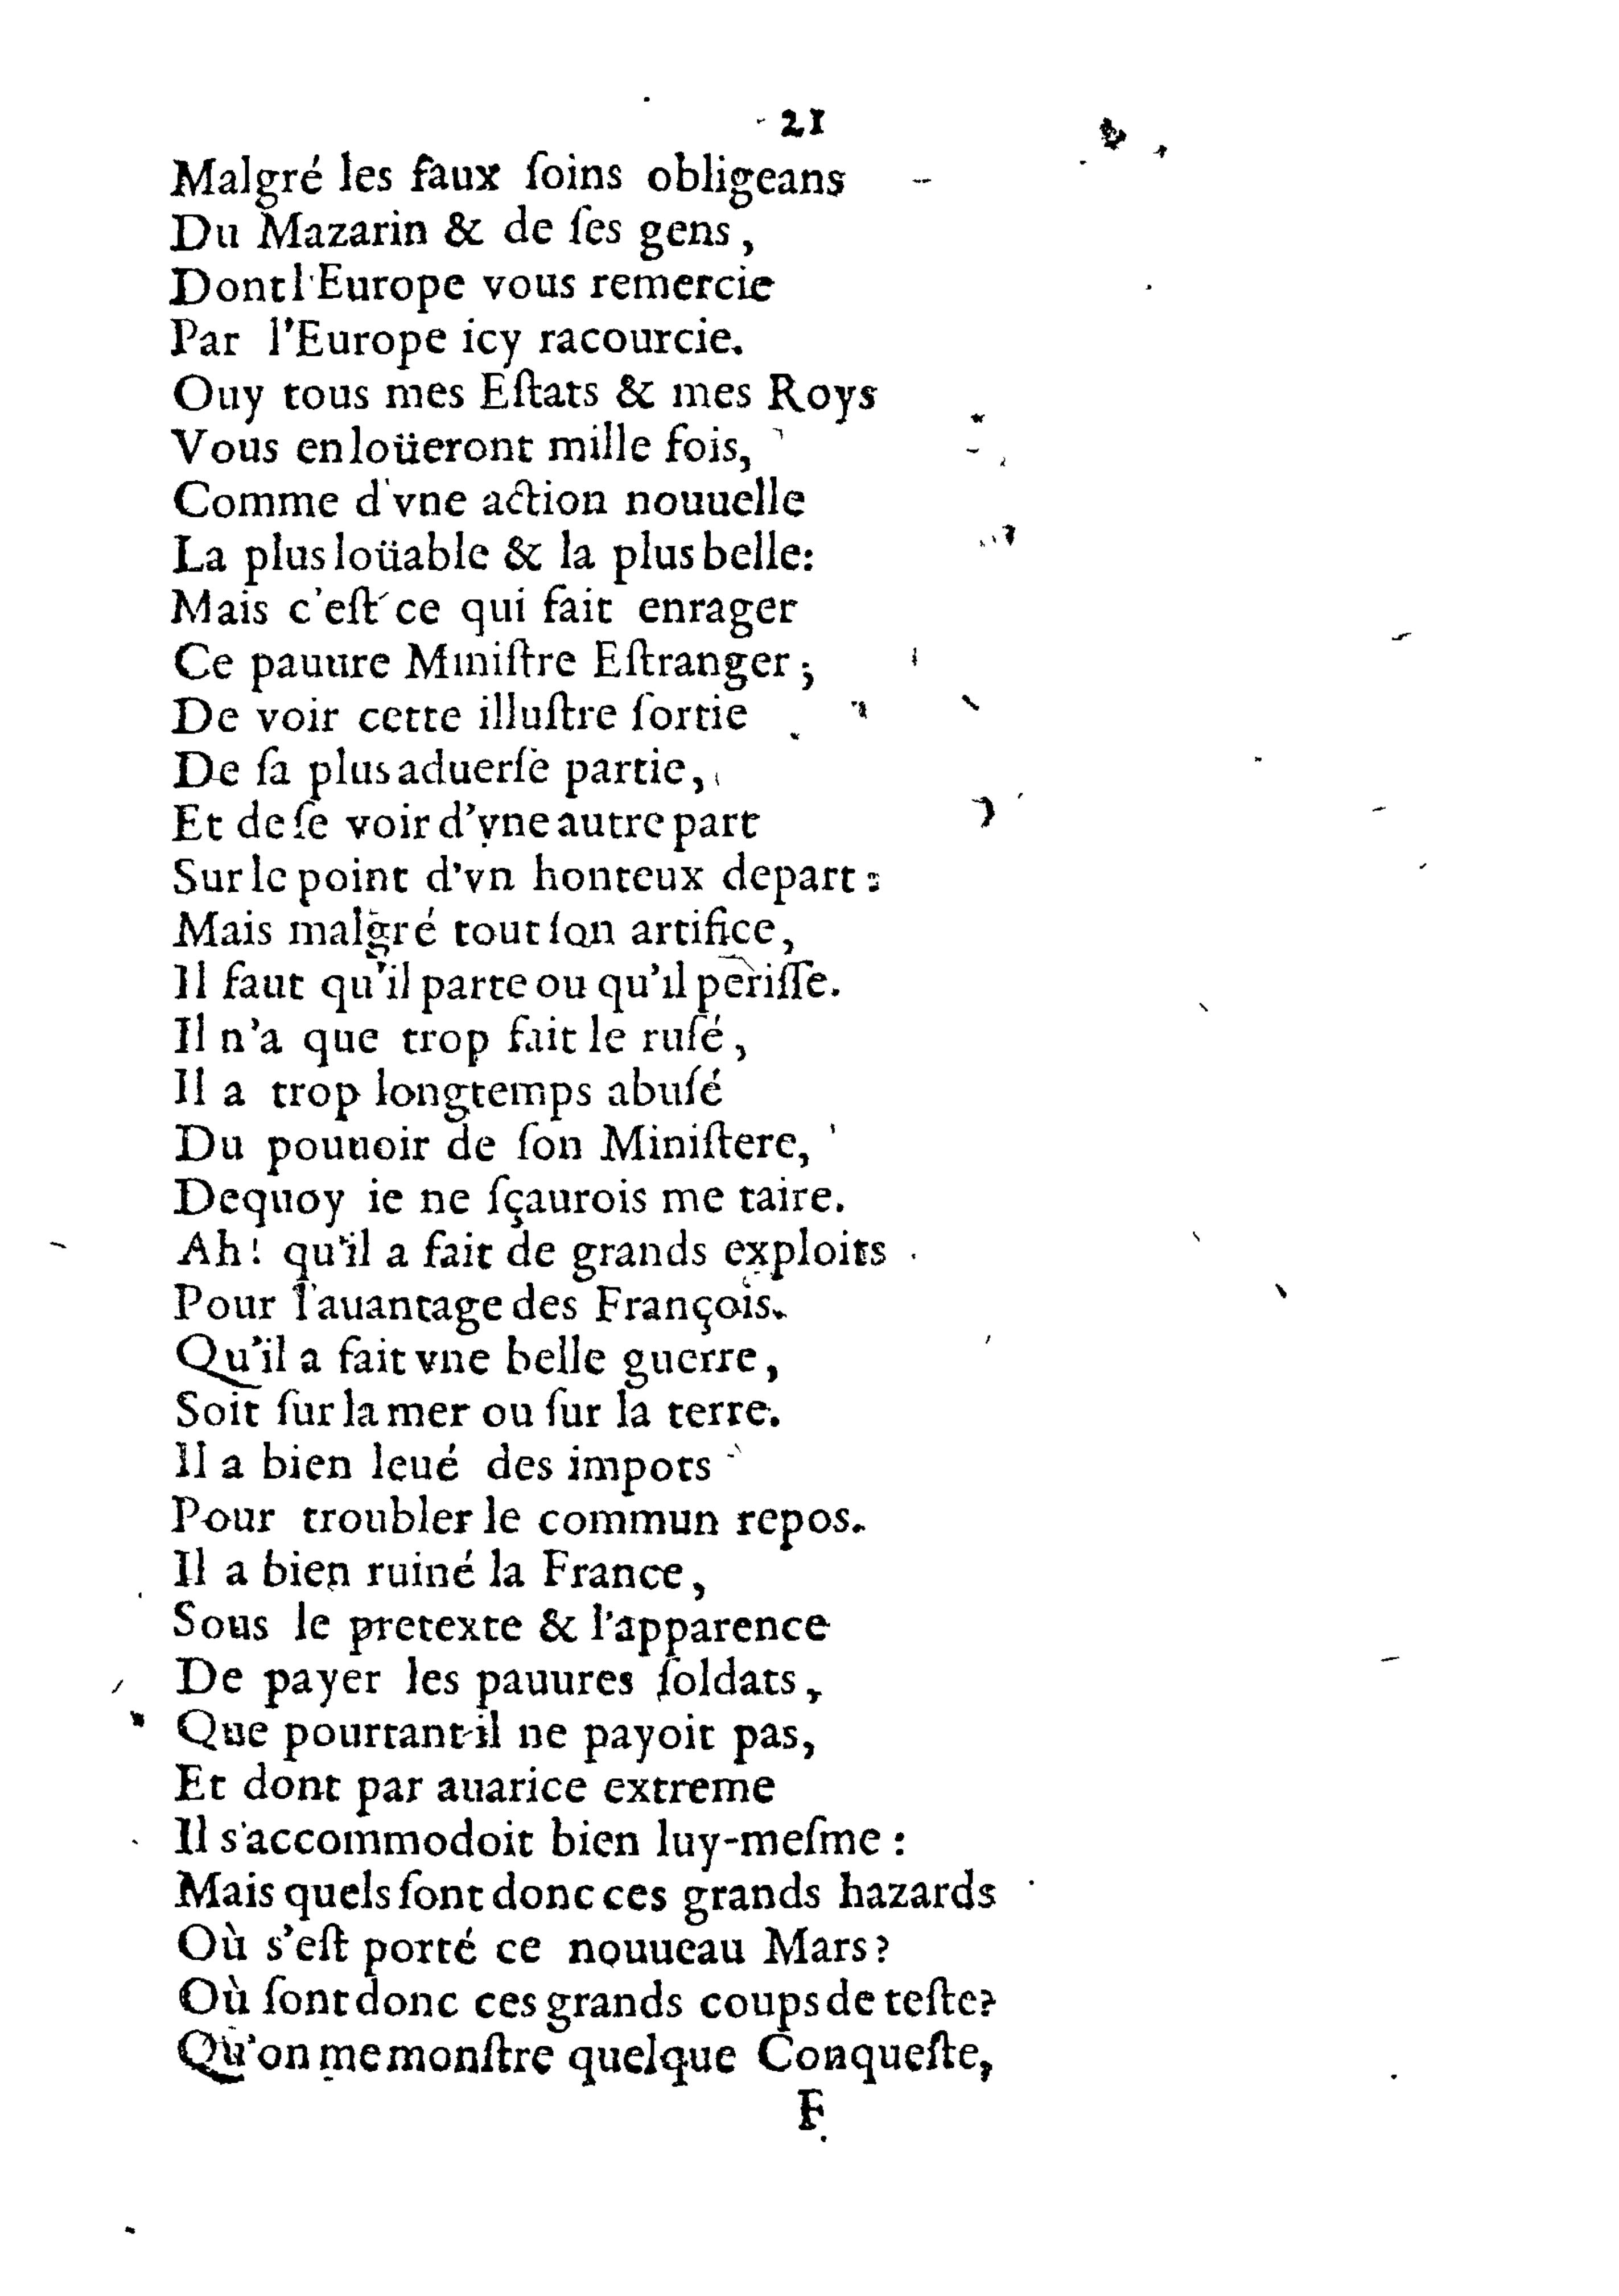 21
Malgré les faux ſoins obligeans
Du Mazarin & de ſes gens,
Dont l'Europe vous remercie
Par l'Europe icy racourcie.
Ouy tous mes Eſtats & mes Roys
Vous en loüeront mille fois,
Comme d'vne action nouuelle
La plus loüable & la plus belle:
Mais c'eſt ce qui fait enrager
Ce pauure Miniſtre Eſtranger;
De voir cette illuſtre ſortie
De ſa plus aduerſe partie,
Et de ſe voir d'vne autre part
Sur le point d'vn honteux depart:
Mais malgré tout ſon artifice,
Il faut qu'il parte ou qu'il periſſe.
Il n'a que trop fait le ruſé,
Il a trop longtemps abuſé
Du pouuoir de ſon Miniſtere,
Dequoy ie ne ſçaurois me taire.
Ah! qu'il a fait de grands exploits
Pour l'auantage des François.
Qu'il a fait vne belle guerre,
Soit ſur la mer ou ſur la terre.
Il a bien leué des impots
Pour troubler le commun repos.
Il a bien ruiné la France,
Sous le pretexte & l'apparence
De payer les pauures ſoldats,
Que pourtant il ne payoit pas,
Et dont par auarice extreme
Il s'accommodoit bien luy-meſme:
Mais quels ſont donc ces grands hazards
Où s'eſt porté ce nouueau Mars?
Où ſont donc ces grands coups de teſte?
Qu'on me monſtre quelque Conqueſte,
F